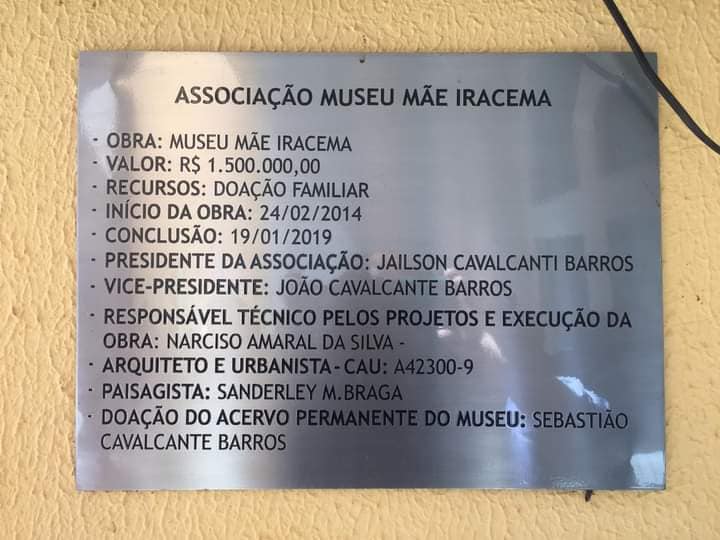 ASSOCIAÇÃO MUSEU MÃE IRACEMA
· OBRA: MUSEU MÃE IRACEMA
· VALOR: R$ 1.500.000,00
· RECURSOS: DOAÇÃO FAMILIAR
· INÍCIO DA OBRA: 24/02/2014
· CONCLUSÃO: 19/01/2019
· PRESIDENTE DA ASSOCIAÇÃO: JAILSON CAVALCANTI BARROS
· VICE-PRESIDENTE: JOÃO CAVALCANTE BARROS
· RESPONSÁVEL TÉCNICO PELOS PROJETOS E EXECUÇÃO DA
OBRA: NARCISO AMARAL DA SILVA -
· ARQUITETO E URBANISTA - CAU: A42300-9
· PAISAGISTA: SANDERLEY M.BRAGA
· DOAÇÃO DO ACERVO PERMANENTE DO MUSEU: SEBASTIÃO
CAVALCANTE BARROS